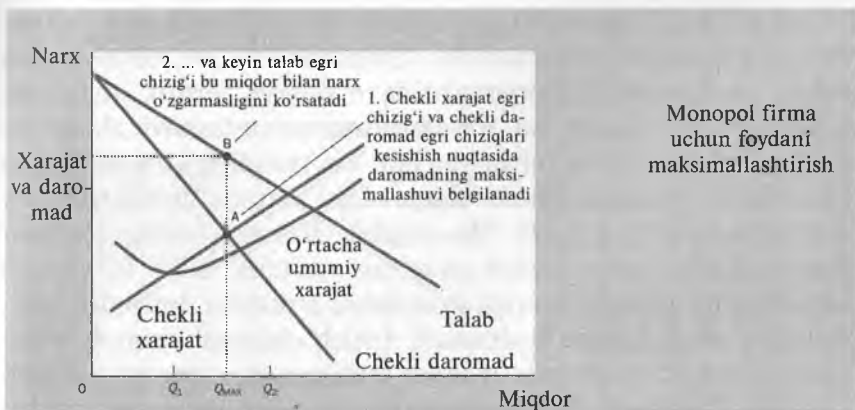 Narx
2. ... va keyin talab egri
chizig‘i bu miqdor bilan narx
o‘zgarmasligini ko‘rsatadi
1. Chekli xarajat egri
chizig‘i va chekli da-
romad egri chiziqlari
kesishish nuqtasida
daromadning maksi-
mallashuvi belgilanadi
Monopol firma
uchun foydani
maksimallashtirish
B
Xarajat
va daro-
mad
A
O‘rtacha
umumiy
xarajat
Chekli
xarajat
Talab
Chekli daromad
0
Q1
QMAX
Q2
Miqdor